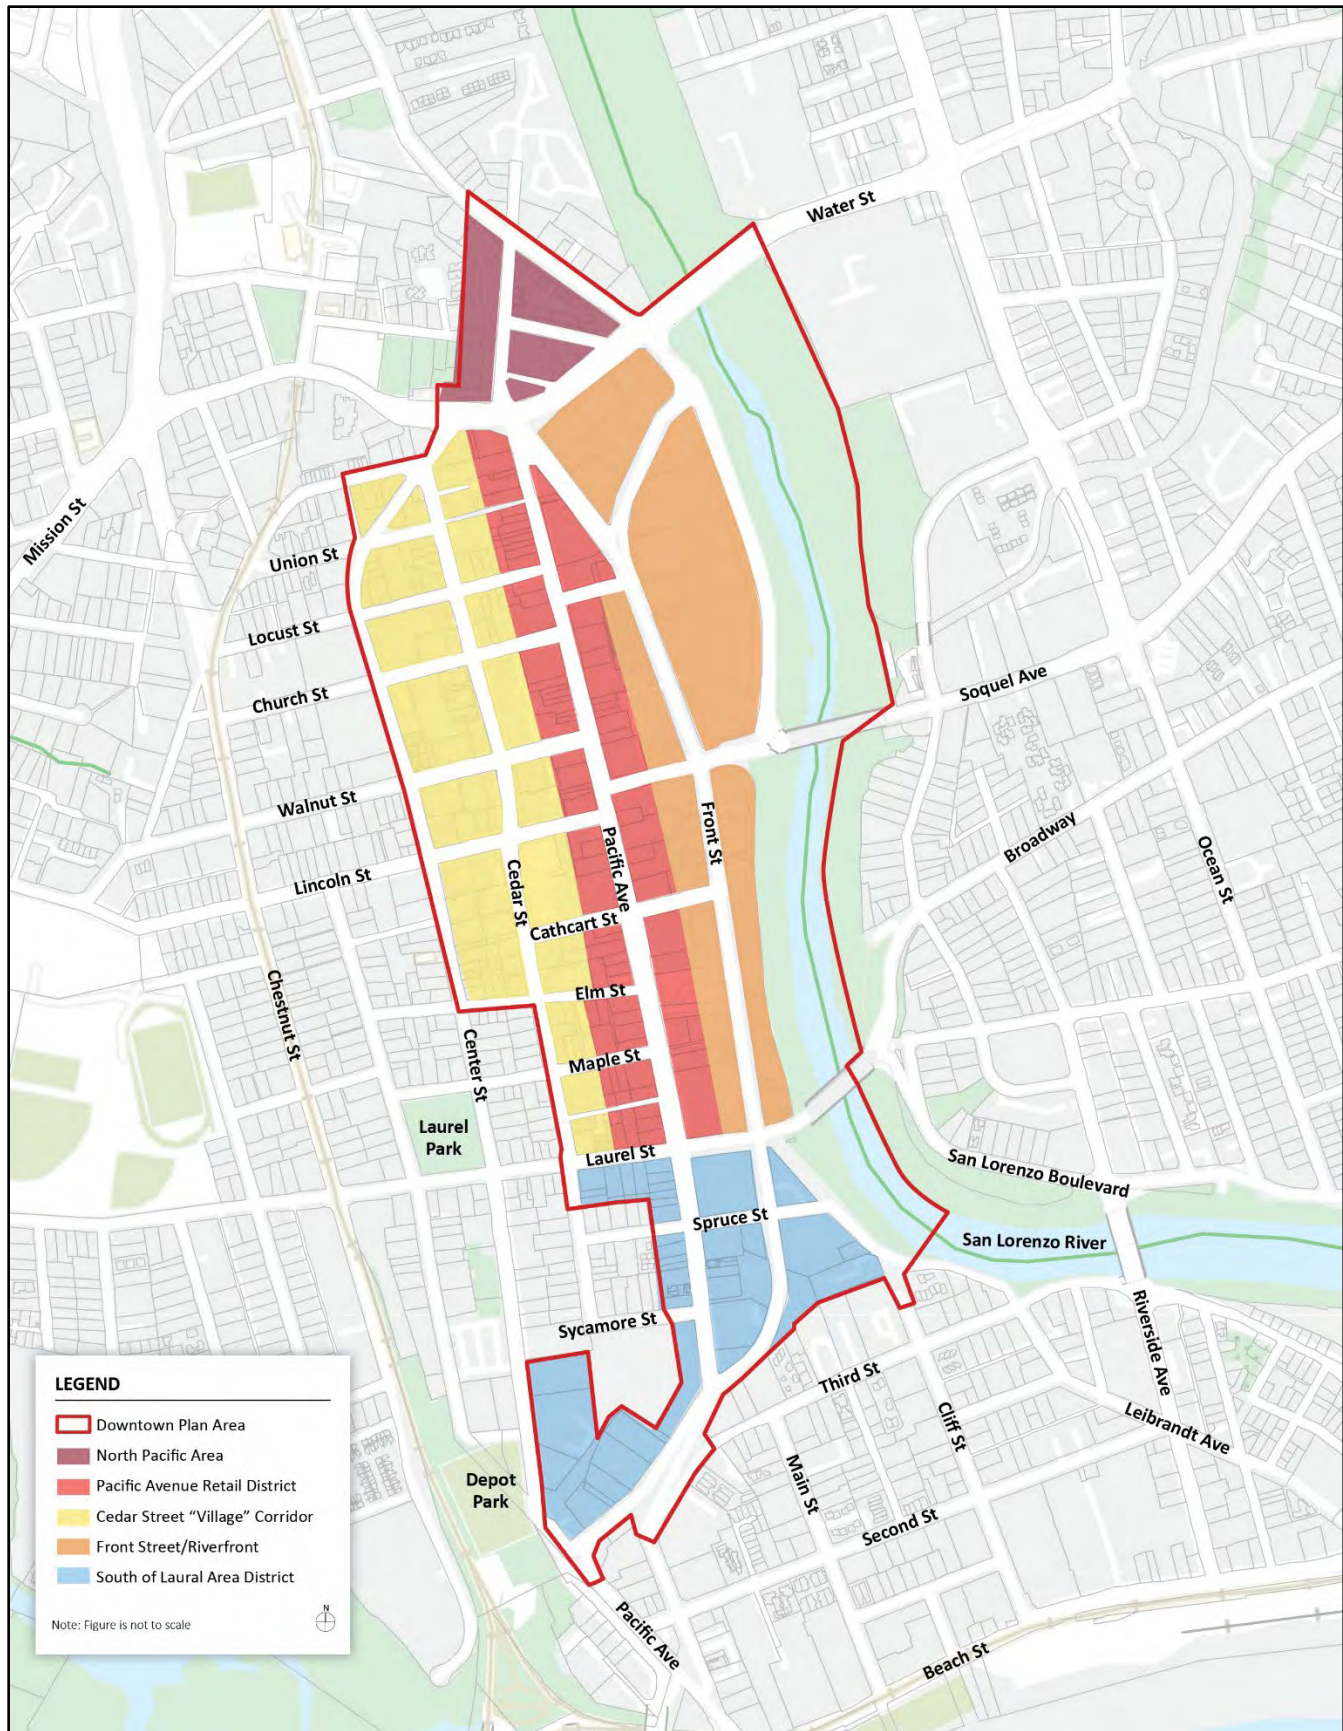 Water St
Mission St
Union St
Locust St
Church St
Soquel Ave
Walnut St
Front St
Pacific Ave
Broadway
Ocean St
Lincoln St
Cedar St
Cathcart St
Elm St
Chestnut St
Center St
Maple St
Laurel
Park
Laurel St
San Lorenzo Boulevard
Spruce St
San Lorenzo River
Sycamore St
Riverside Ave
Third St
Cliff St
Leibrandt Ave
Main St
Second St
Depot
Park
Pacific Ave
Beach St
LEGEND
Downtown Plan Area
North Pacific Area
Pacific Avenue Retail District
Cedar Street “Village” Corridor
Front Street/Riverfront
South of Laural Area District
Note: Figure is not to scale
N